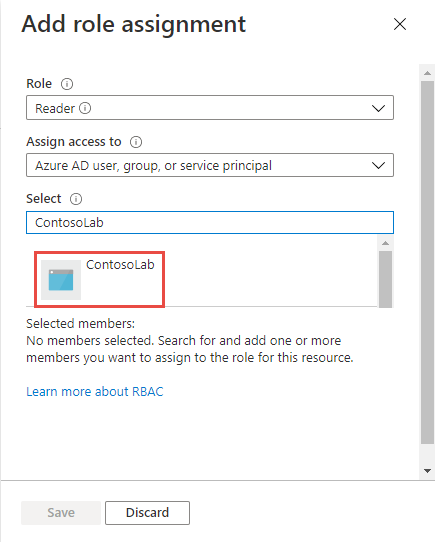 Add role assignment
Role
Reader
Assign access to
Azure AD user, group, or service principal
Select
ContosoLab
ContosoLab
Selected members:
No members selected. Search for and add one or more
members you want to assign to the role for this resource.
Learn more about RBAC
Save
Discard